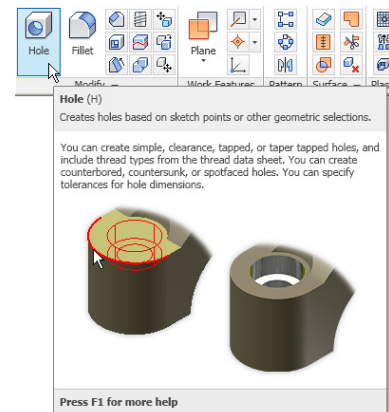 Hole
Fillet
Plane
Modify
Work Features
Pattern
Surface
Hole (H)
Creates holes based on sketch points or other geometric selections.
You can create simple, clearance, tapped, or taper tapped holes, and
include thread types from the thread data sheet. You can create
counterbored, countersunk, or spotfaced holes. You can specify
tolerances for hole dimensions.
Press F1 for more help